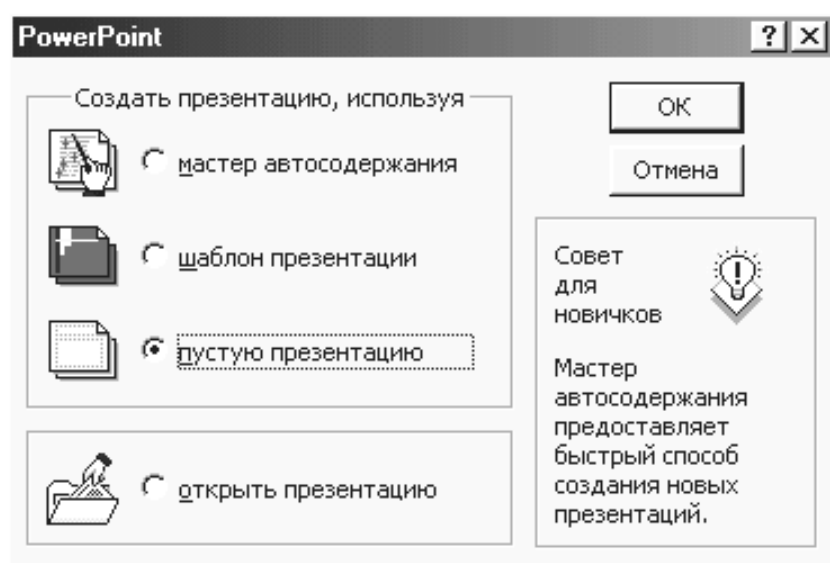 PowerPoint
Создать презентацию, используя
мастер автосодержания
шаблон презентации
пустую презентацию
открыть презентацию
ОК
Отмена
Совет
для
новичков
Мастер
автосодержания
предоставляет
быстрый способ
создания новых
презентаций.